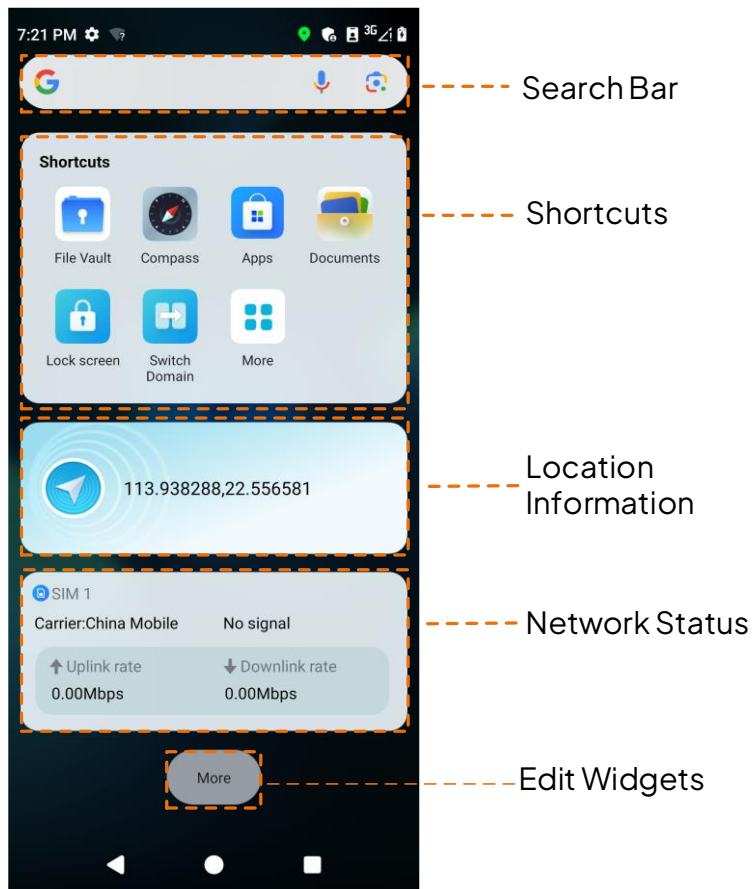 7:21 PM
3G
Search Bar
Shortcuts
Shortcuts
File Vault
Compass
Apps
Documents
Lock screen
Switch
Domain
More
113.938288,22.556581
Location
Information
SIM 1
Carrier:China Mobile No signal
Uplink rate Downlink rate
0.00Mbps 0.00Mbps
Network Status
More
Edit Widgets